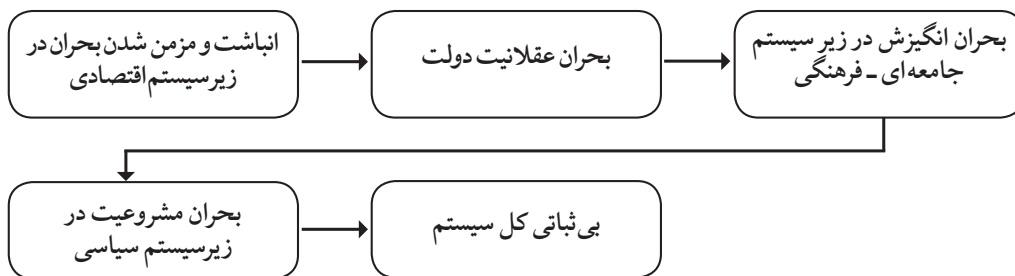 انباشت و مزمن شدن بحران در
زیرسیستم اقتصادی
بحران عقلانیت دولت
بحران انگیزش در زیر سیستم
جامعه‌ای ـ فرهنگی
بحران مشروعیت در
زیرسیستم سیاسی
بی‌ثباتی کل سیستم